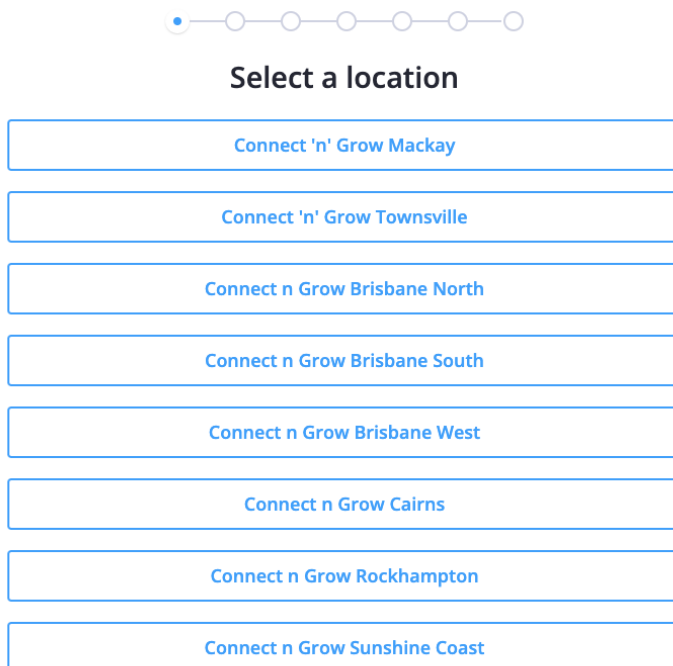 Select a location
Connect 'n' Grow Mackay
Connect 'n' Grow Townsville
Connect n Grow Brisbane North
Connect n Grow Brisbane South
Connect n Grow Brisbane West
Connect n Grow Cairns
Connect n Grow Rockhampton
Connect n Grow Sunshine Coast